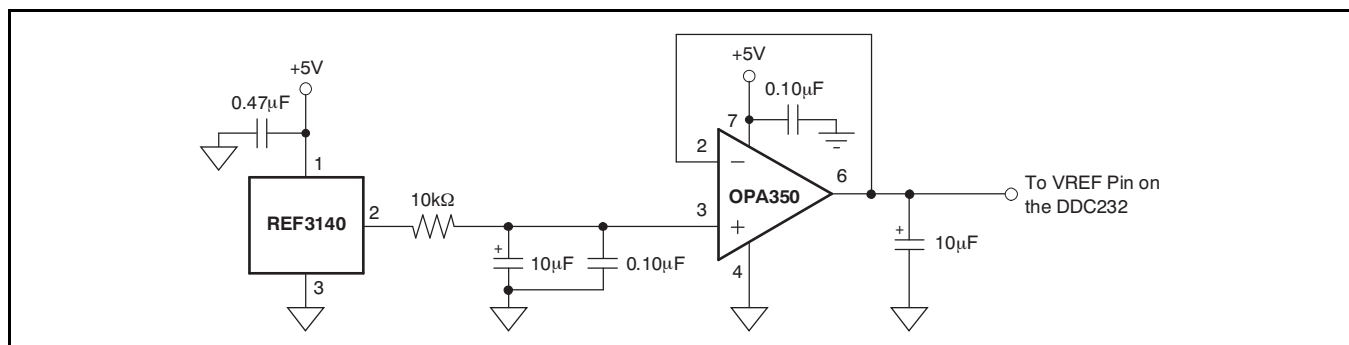 +5V
0.47µF
1
REF3140
2
3
10kΩ
+
10µF
0.10µF
+5V
0.10µF
7
2
−
OPA350
3
+
4
6
+
10µF
To VREF Pin on
the DDC232